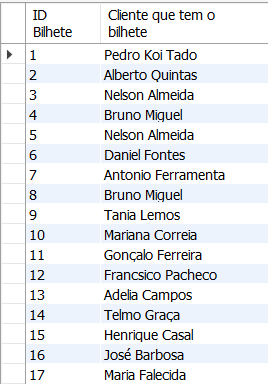 ID Cliente que tem o
Bilhete bilhete
1 Pedro Koi Tado
2 Alberto Quintas
3 Nelson Almeida
4 Bruno Miguel
5 Nelson Almeida
6 Daniel Fontes
7 Antonio Ferramenta
8 Bruno Miguel
9 Tania Lemos
10 Mariana Correia
11 Gonçalo Ferreira
12 Francsico Pacheco
13 Adelia Campos
14 Telmo Graça
15 Henrique Casal
16 José Barbosa
17 Maria Falecida